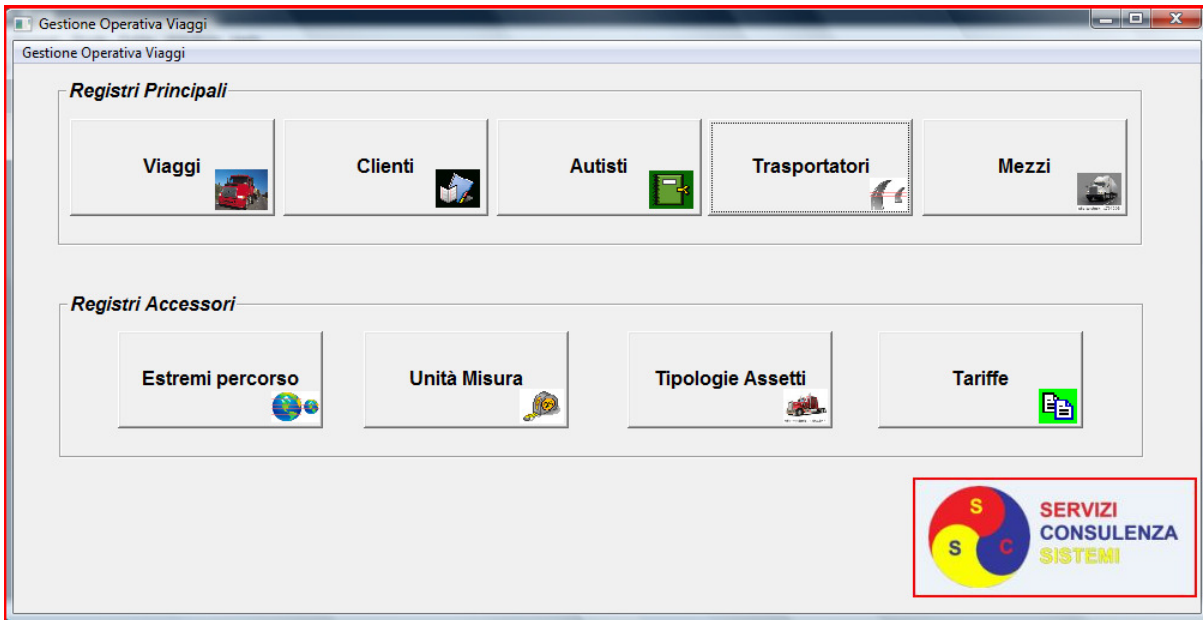 Gestione Operativa Viaggi
Gestione Operativa Viaggi
Registri Principali
Viaggi
Clienti
Autisti
Trasportatori
Mezzi
Registri Accessori
Estremi percorso
Unità Misura
Tipologie Assetti
Tariffe
S
S
C
SERVIZI
CONSULENZA
SISTEMI